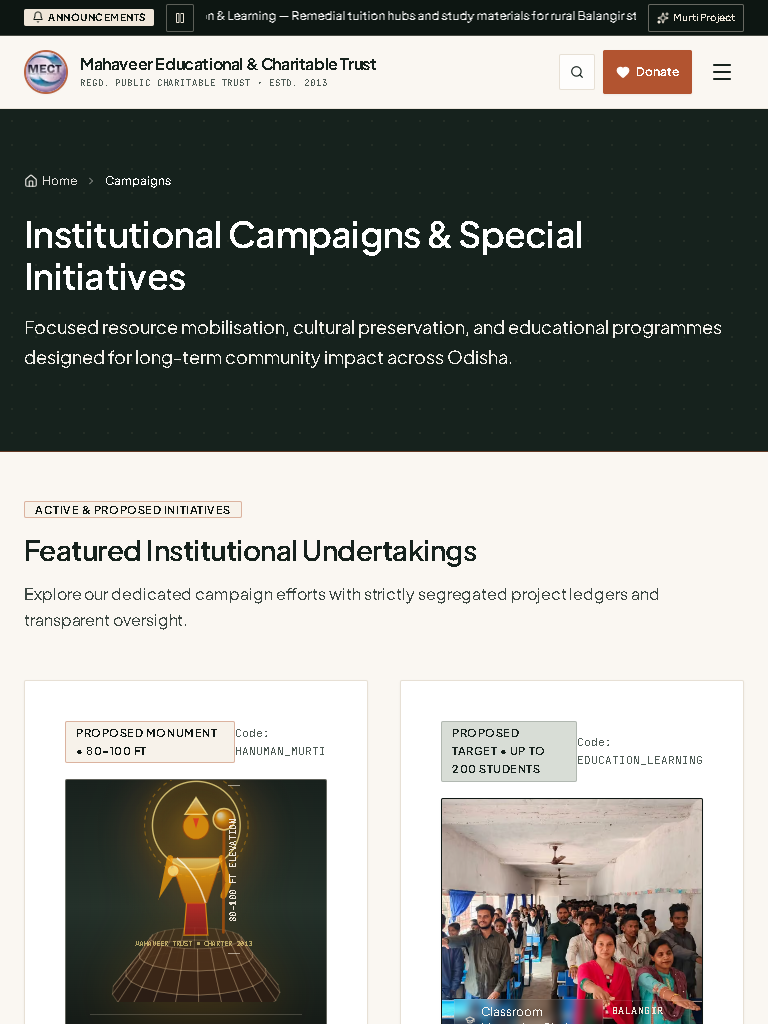 ANNOUNCEMENTS
n & Learning — Remedial tuition hubs and study materials for rural Balangir st
Murti Project
MECT
Mahaveer Educational & Charitable Trust
REGD. PUBLIC CHARITABLE TRUST • ESTD. 2013
Donate
Home
Campaigns
Institutional Campaigns & Special
Initiatives
Focused resource mobilisation, cultural preservation, and educational programmes
designed for long-term community impact across Odisha.
ACTIVE & PROPOSED INITIATIVES
Featured Institutional Undertakings
Explore our dedicated campaign efforts with strictly segregated project ledgers and
transparent oversight.
PROPOSED MONUMENT
• 80–100 FT
Code:
HANUMAN_MURTI
80–100 FT ELEVATION
MAHAVEER TRUST • CHARTER 2013
PROPOSED
TARGET • UP TO
200 STUDENTS
Code:
EDUCATION_LEARNING
Classroom
• BALANGIR